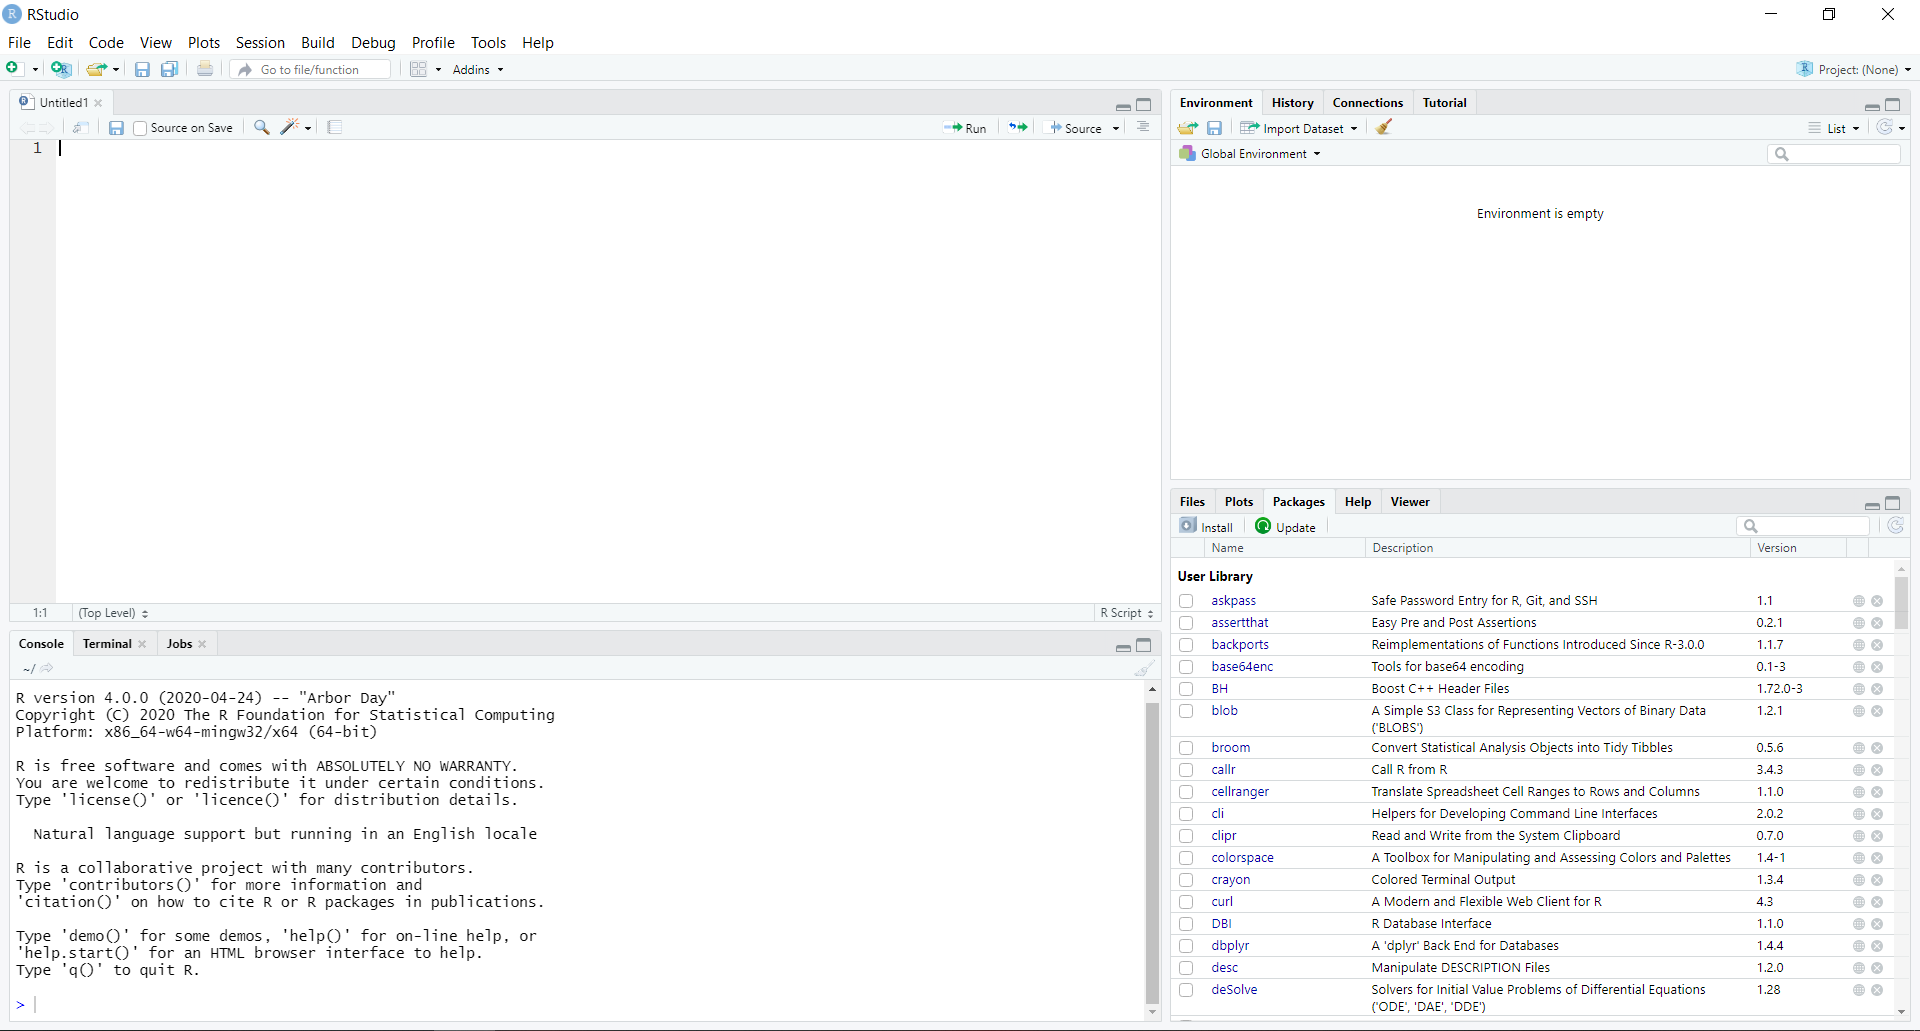 RStudio
File Edit Code View Plots Session Build Debug Profile Tools Help
Go to file/function Addins Project: (None)
Untitled1
Source on Save Run Source
1
1:1 (Top Level) R Script
Console Terminal Jobs
~/
R version 4.0.0 (2020-04-24) -- "Arbor Day"
Copyright (C) 2020 The R Foundation for Statistical Computing
Platform: x86_64-w64-mingw32/x64 (64-bit)
R is free software and comes with ABSOLUTELY NO WARRANTY.
You are welcome to redistribute it under certain conditions.
Type 'license()' or 'licence()' for distribution details.
Natural language support but running in an English locale
R is a collaborative project with many contributors.
Type 'contributors()' for more information and
'citation()' on how to cite R or R packages in publications.
Type 'demo()' for some demos, 'help()' for on-line help, or
'help.start()' for an HTML browser interface to help.
Type 'q()' to quit R.
>
Environment History Connections Tutorial
Import Dataset List
Global Environment
Environment is empty
Files Plots Packages Help Viewer
Install Update
Name Description Version
User Library
askpass Safe Password Entry for R, Git, and SSH 1.1
assertthat Easy Pre and Post Assertions 0.2.1
backports Reimplementations of Functions Introduced Since R-3.0.0 1.1.7
base64enc Tools for base64 encoding 0.1-3
BH Boost C++ Header Files 1.72.0-3
blob A Simple S3 Class for Representing Vectors of Binary Data 1.2.1
('BLOBS')
broom Convert Statistical Analysis Objects into Tidy Tibbles 0.5.6
callr Call R from R 3.4.3
cellranger Translate Spreadsheet Cell Ranges to Rows and Columns 1.1.0
cli Helpers for Developing Command Line Interfaces 2.0.2
clipr Read and Write from the System Clipboard 0.7.0
colorspace A Toolbox for Manipulating and Assessing Colors and Palettes 1.4-1
crayon Colored Terminal Output 1.3.4
curl A Modern and Flexible Web Client for R 4.3
DBI R Database Interface 1.1.0
dbplyr A 'dplyr' Back End for Databases 1.4.4
desc Manipulate DESCRIPTION Files 1.2.0
deSolve Solvers for Initial Value Problems of Differential Equations 1.28
('ODE', 'DAE', 'DDE')